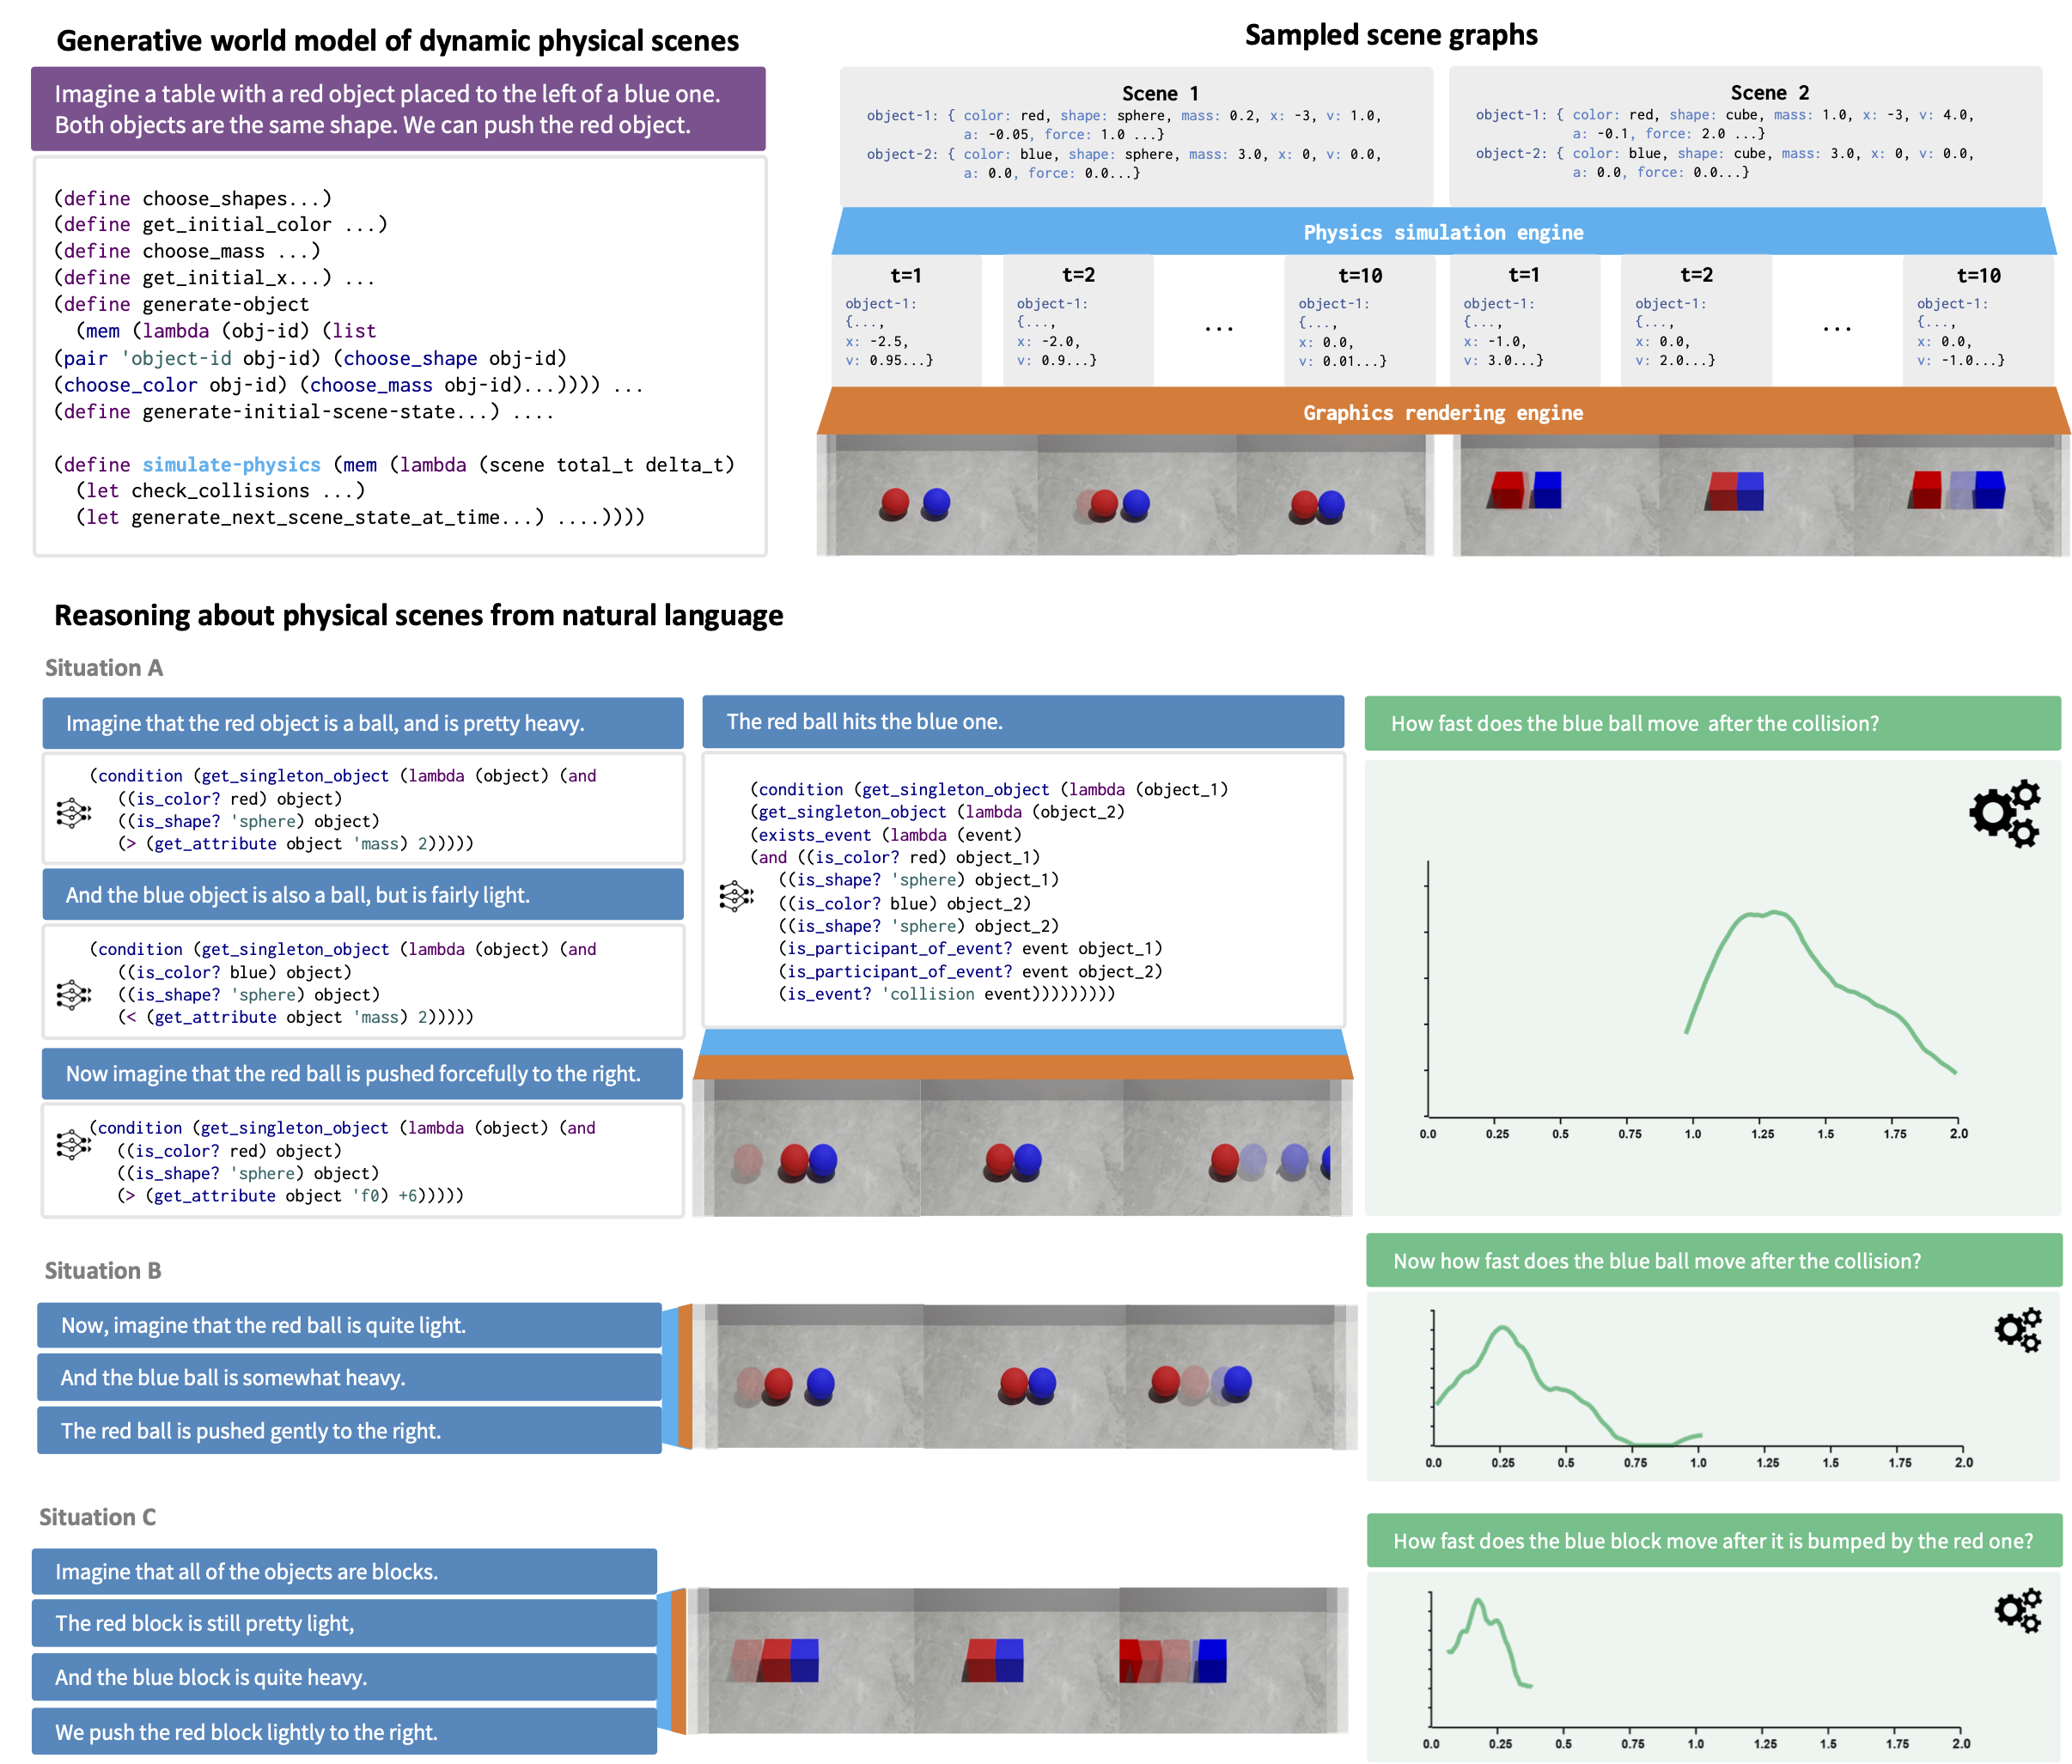 Generative world model of dynamic physical scenes
Imagine a table with a red object placed to the left of a blue one.
Both objects are the same shape. We can push the red object.
(define choose_shapes...)
(define get_initial_color ...)
(define choose_mass ...)
(define get_initial_x...) ...
(define generate-object
(mem (lambda (obj-id) (list
(pair 'object-id obj-id) (choose_shape obj-id)
(choose_color obj-id) (choose_mass obj-id)...)))) ...
(define generate-initial-scene-state...) ....
(define simulate-physics (mem (lambda (scene total_t delta_t)
(let check_collisions ...)
(let generate_next_scene_state_at_time...) ....))))
Sampled scene graphs
Scene 1
object-1: { color: red, shape: sphere, mass: 0.2, x: -3, v: 1.0,
a: -0.05, force: 1.0 ...}
object-2: { color: blue, shape: sphere, mass: 3.0, x: 0, v: 0.0,
a: 0.0, force: 0.0...}
Scene 2
object-1: { color: red, shape: cube, mass: 1.0, x: -3, v: 4.0,
a: -0.1, force: 2.0 ...}
object-2: { color: blue, shape: cube, mass: 3.0, x: 0, v: 0.0,
a: 0.0, force: 0.0...}
Physics simulation engine
t=1
object-1:
{...,
x: -2.5,
v: 0.95...}
t=2
object-1:
{...,
x: -2.0,
v: 0.9...}
...
t=10
object-1:
{...,
x: 0.0,
v: 0.01...}
t=1
object-1:
{...,
x: -1.0,
v: 3.0...}
t=2
object-1:
{...,
x: 0.0,
v: 2.0...}
...
t=10
object-1:
{...,
x: 0.0,
v: -1.0...}
Graphics rendering engine
Reasoning about physical scenes from natural language
Situation A
Imagine that the red object is a ball, and is pretty heavy.
(condition (get_singleton_object (lambda (object) (and
((is_color? red) object)
((is_shape? 'sphere) object)
(> (get_attribute object 'mass) 2)))))
And the blue object is also a ball, but is fairly light.
(condition (get_singleton_object (lambda (object) (and
((is_color? blue) object)
((is_shape? 'sphere) object)
(< (get_attribute object 'mass) 2)))))
Now imagine that the red ball is pushed forcefully to the right.
(condition (get_singleton_object (lambda (object) (and
((is_color? red) object)
((is_shape? 'sphere) object)
(> (get_attribute object 'f0) +6)))))
The red ball hits the blue one.
(condition (get_singleton_object (lambda (object_1)
(get_singleton_object (lambda (object_2)
(exists_event (lambda (event)
(and ((is_color? red) object_1)
((is_shape? 'sphere) object_1)
((is_color? blue) object_2)
((is_shape? 'sphere) object_2)
(is_participant_of_event? event object_1)
(is_participant_of_event? event object_2)
(is_event? 'collision event)))))))))
How fast does the blue ball move after the collision?
0.0 0.25 0.5 0.75 1.0 1.25 1.5 1.75 2.0
Situation B
Now, imagine that the red ball is quite light.
And the blue ball is somewhat heavy.
The red ball is pushed gently to the right.
Now how fast does the blue ball move after the collision?
0.0 0.25 0.5 0.75 1.0 1.25 1.5 1.75 2.0
Situation C
Imagine that all of the objects are blocks.
The red block is still pretty light,
And the blue block is quite heavy.
We push the red block lightly to the right.
How fast does the blue block move after it is bumped by the red one?
0.0 0.25 0.5 0.75 1.0 1.25 1.5 1.75 2.0